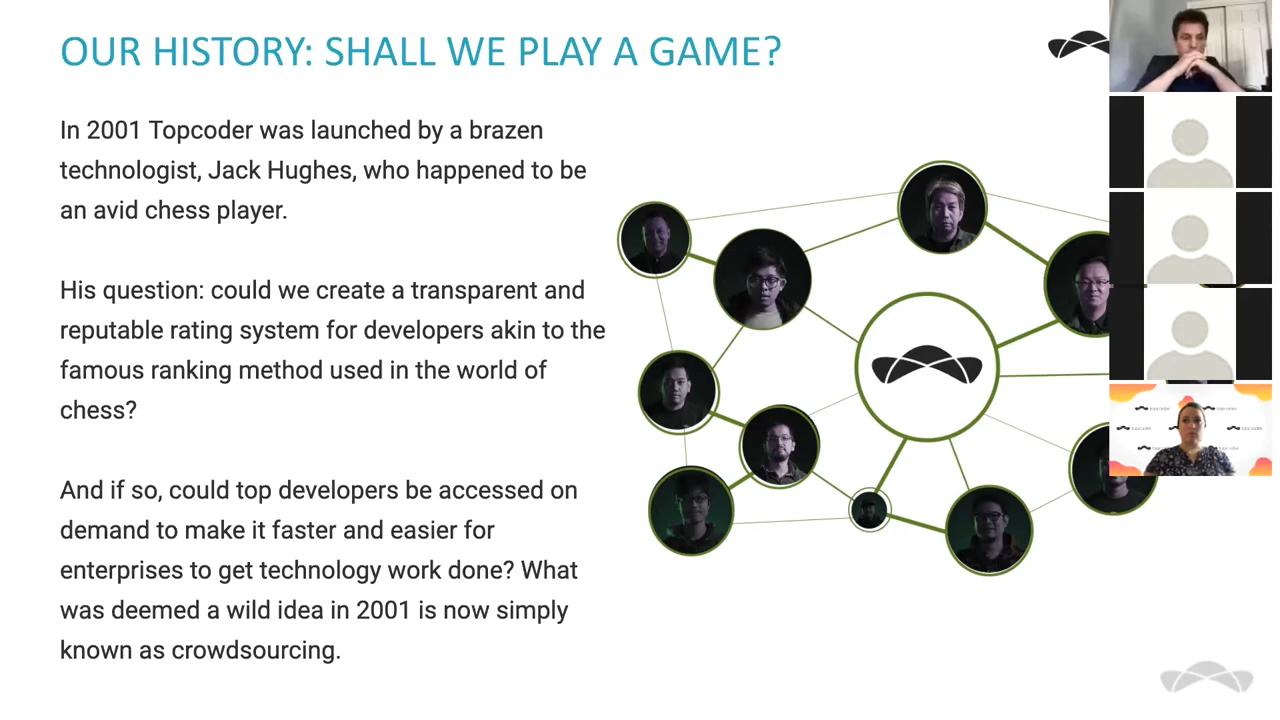 OUR HISTORY: SHALL WE PLAY A GAME?
In 2001 Topcoder was launched by a brazen
technologist, Jack Hughes, who happened to be
an avid chess player.
His question: could we create a transparent and
reputable rating system for developers akin to the
famous ranking method used in the world of
chess?
And if so, could top developers be accessed on
demand to make it faster and easier for
enterprises to get technology work done? What
was deemed a wild idea in 2001 is now simply
known as crowdsourcing.
topcoder
topcoder
topcoder
topcoder